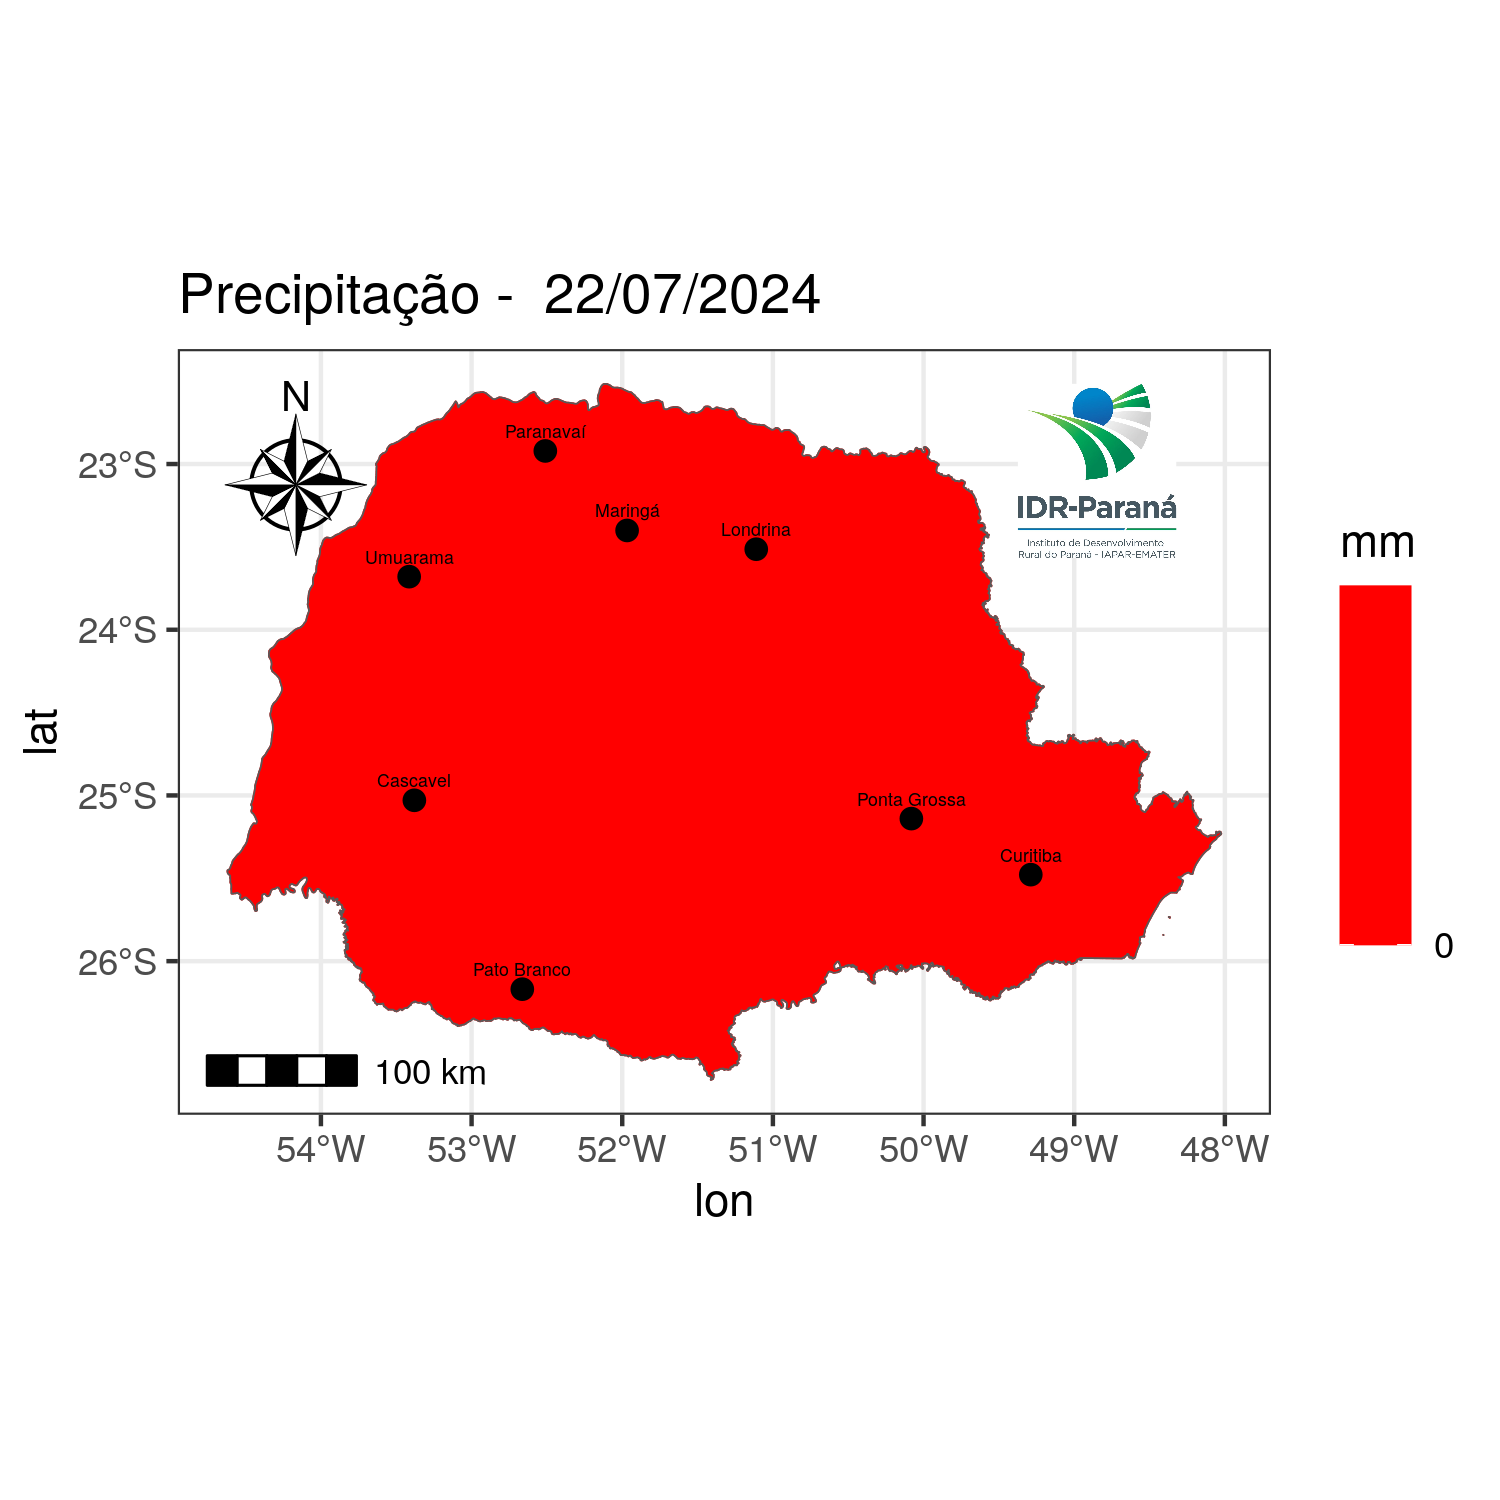 Precipitação -  22/07/2024
N
IDR-Paraná
Instituto de Desenvolvimento
Rural do Paraná - IAPAR-EMATER
Paranavaí
Maringá
Londrina
Umuarama
Cascavel
Ponta Grossa
Curitiba
Pato Branco
100 km
23°S
24°S
25°S
26°S
lat
54°W
53°W
52°W
51°W
50°W
49°W
48°W
lon
mm
0